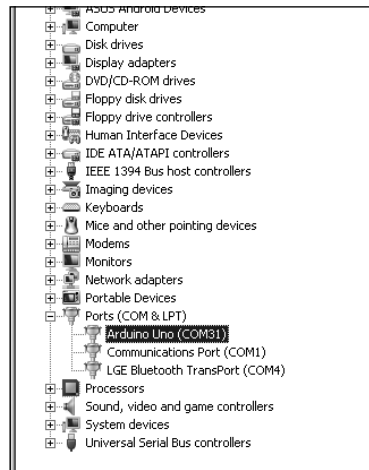 ASUS Android Devices
Computer
Disk drives
Display adapters
DVD/CD-ROM drives
Floppy disk drives
Floppy drive controllers
Human Interface Devices
IDE ATA/ATAPI controllers
IEEE 1394 Bus host controllers
Imaging devices
Keyboards
Mice and other pointing devices
Modems
Monitors
Network adapters
Portable Devices
Ports (COM & LPT)
Arduino Uno (COM31)
Communications Port (COM1)
LGE Bluetooth TransPort (COM4)
Processors
Sound, video and game controllers
System devices
Universal Serial Bus controllers